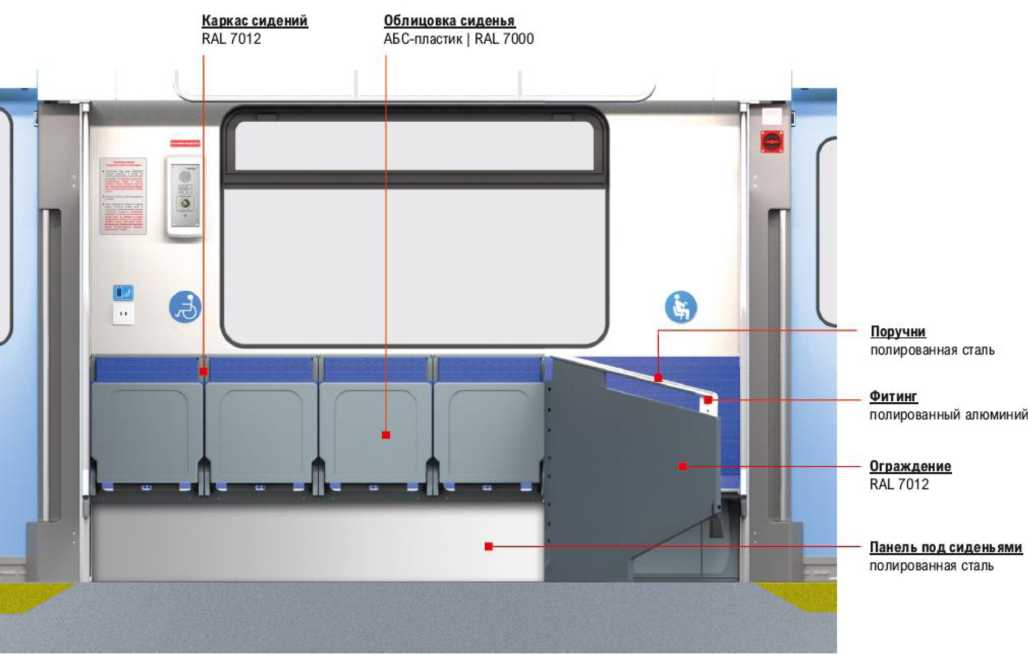 Каркас сидений
RAL 7012
Облицовка сиденья
АБС-пластик | RAL 7000
Поручни
полированная сталь
Фитинг
полированный алюминий
Ограждение
RAL 7012
Панель под сиденьями
полированная сталь